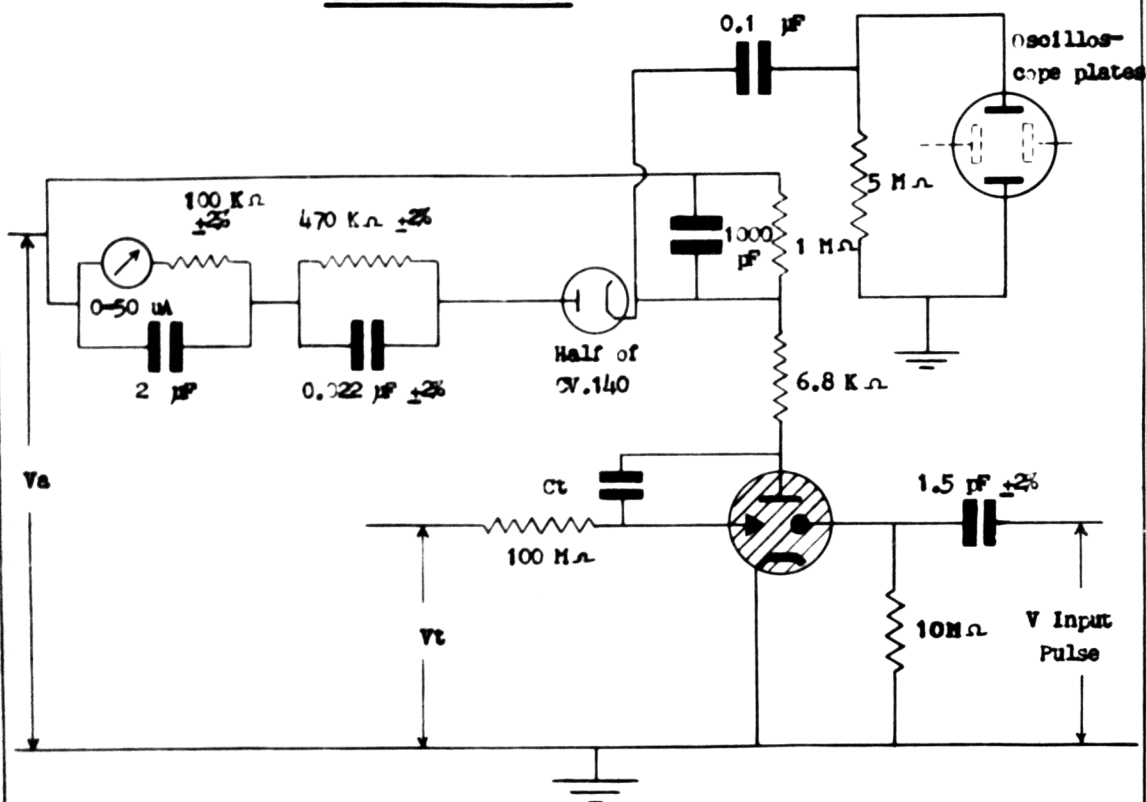 0.1 µF
Oscillos-
cope plates
100 KΩ
±2%
470 KΩ ±2%
5 MΩ
1000
pF
1 MΩ
0-50 uA
2 µF
0.022 µF ±2%
Half of
CV.140
6.8 KΩ
Va
Ct
1.5 pF ±2%
100 MΩ
Vt
10MΩ
V Input
Pulse